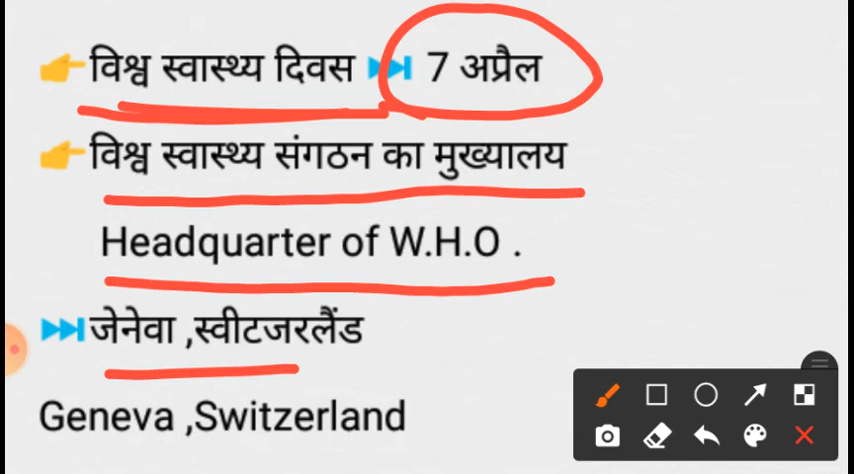 विश्व स्वास्थ्य दिवस 7 अप्रैल
विश्व स्वास्थ्य संगठन का मुख्यालय
Headquarter of W.H.O .
जेनेवा ,स्वीटजरलैंड
Geneva ,Switzerland